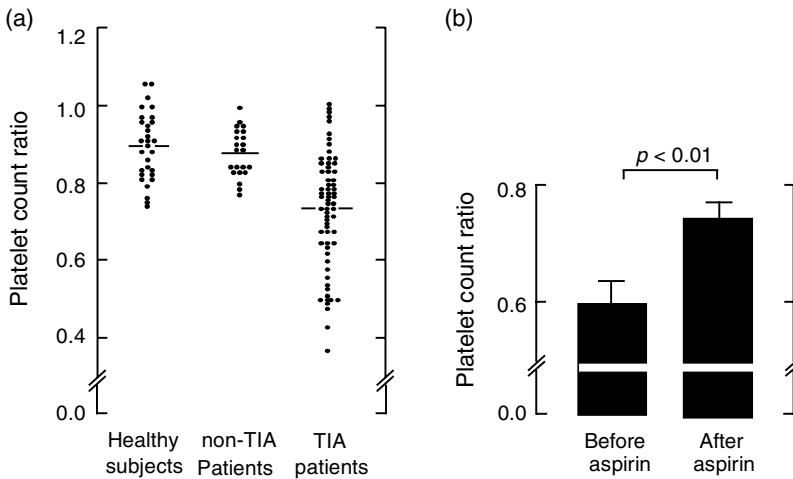 (a)
Platelet count ratio
1.2
1.0
0.8
0.6
0.4
0.0
Healthy
subjects
non-TIA
Patients
TIA
patients
(b)
Platelet count ratio
p < 0.01
0.8
0.6
0.0
Before
aspirin
After
aspirin